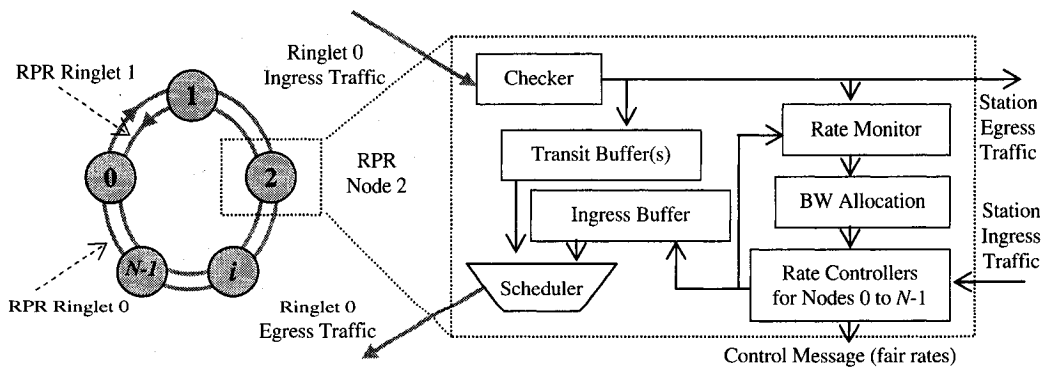 RPR Ringlet 1
1
0
2
N-1
i
RPR Ringlet 0
Ringlet 0
Ingress Traffic
RPR
Node 2
Ringlet 0
Egress Traffic
Checker
Transit Buffer(s)
Ingress Buffer
Scheduler
Rate Monitor
BW Allocation
Rate Controllers
for Nodes 0 to N-1
Control Message (fair rates)
Station
Egress
Traffic
Station
Ingress
Traffic